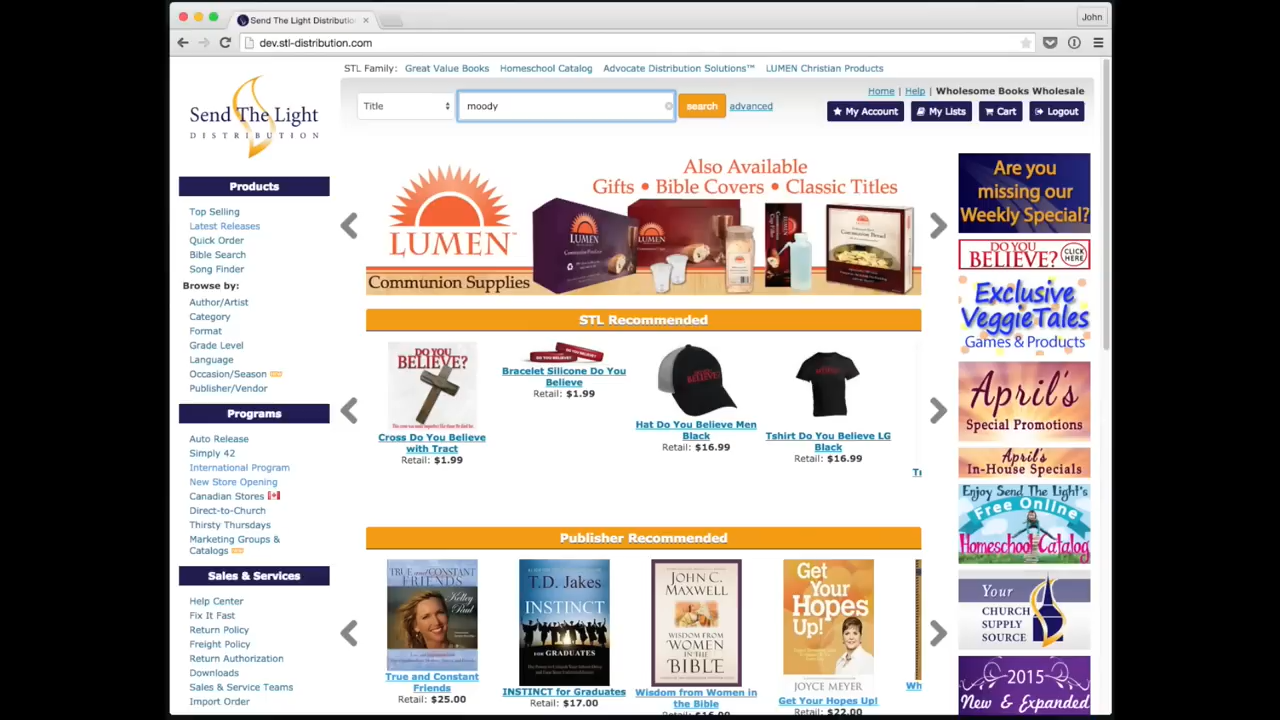 Send The Light Distributio
John
dev.stl-distribution.com
STL Family: Great Value Books Homeschool Catalog Advocate Distribution Solutions™ LUMEN Christian Products
Send The Light
DISTRIBUTION
Title
moody
search
advanced
Home | Help | Wholesome Books Wholesale
My Account
My Lists
Cart
Logout
Products
Top Selling
Latest Releases
Quick Order
Bible Search
Song Finder
Browse by:
Author/Artist
Category
Format
Grade Level
Language
Occasion/Season
Publisher/Vendor
Programs
Auto Release
Simply 42
International Program
New Store Opening
Canadian Stores
Direct-to-Church
Thirsty Thursdays
Marketing Groups &
Catalogs
Sales & Services
Help Center
Fix It Fast
Return Policy
Freight Policy
Return Authorization
Downloads
Sales & Service Teams
Import Order
LUMEN™
Communion Supplies
Also Available
Gifts • Bible Covers • Classic Titles
LUMEN
STL Recommended
DO YOU
BELIEVE?
Cross Do You Believe
with Tract
Retail: $1.99
Bracelet Silicone Do You
Believe
Retail: $1.99
Hat Do You Believe Men
Black
Retail: $16.99
Tshirt Do You Believe LG
Black
Retail: $16.99
Publisher Recommended
TRUE and CONSTANT
FRIENDS
Kelley
Paul
True and Constant
Friends
Retail: $25.00
T.D. Jakes
INSTINCT
FOR GRADUATES
INSTINCT for Graduates
Retail: $17.00
JOHN C.
MAXWELL
WISDOM FROM
WOMEN
IN THE
BIBLE
Wisdom from Women in
the Bible
Retail: $16.00
Get
Your
Hopes
Up!
JOYCE MEYER
Get Your Hopes Up!
Retail: $22.00
Wh
Are you
missing our
Weekly Special?
DO YOU
BELIEVE?
CLICK
HERE
Exclusive
VeggieTales
Games & Products
April's
Special Promotions
April's
In-House Specials
Enjoy Send The Light's
Free Online
Homeschool Catalog
Your
CHURCH
SUPPLY
SOURCE
2015
New & Expanded